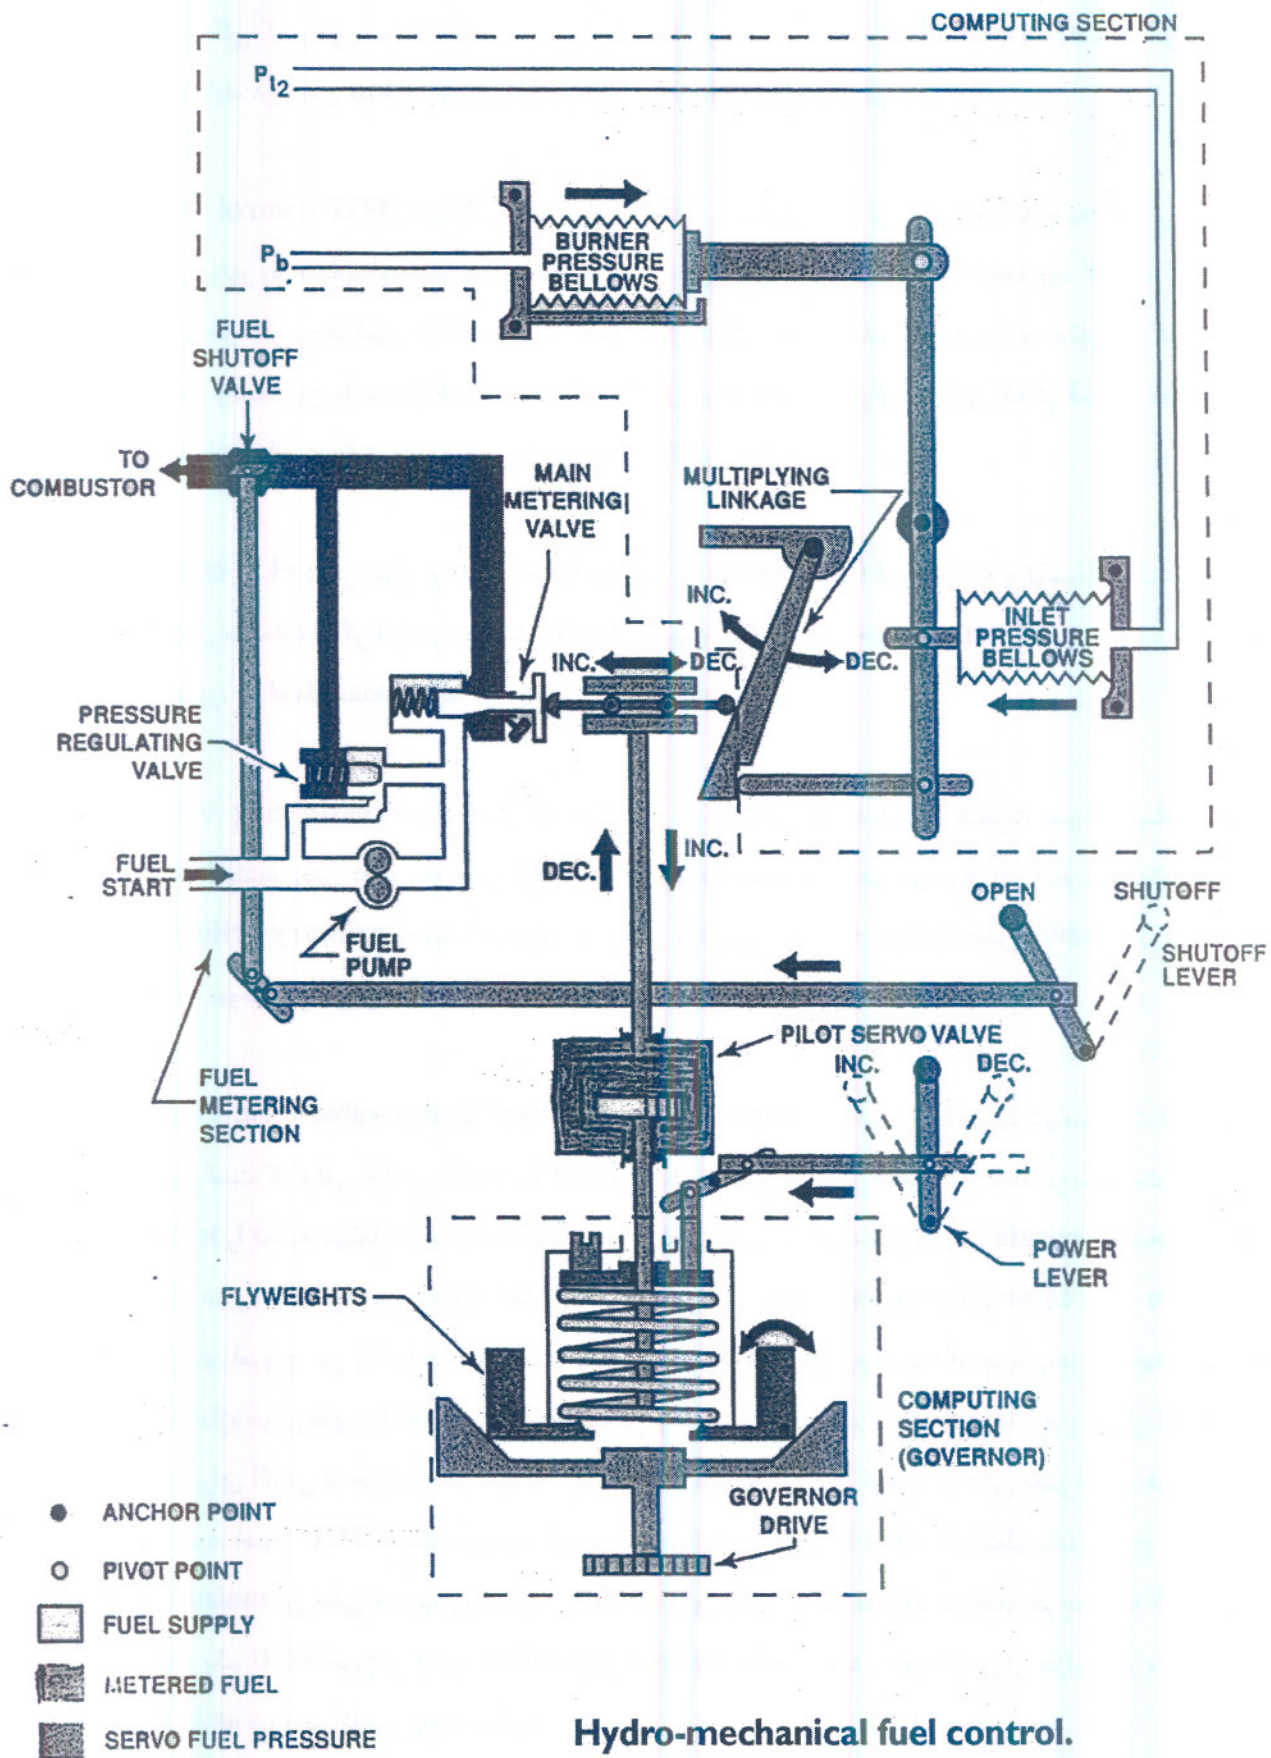 COMPUTING SECTION
Pt2
BURNER
PRESSURE
BELLOWS
Pb
FUEL
SHUTOFF
VALVE
TO
COMBUSTOR
MAIN
METERING
VALVE
MULTIPLYING
LINKAGE
INC.
DEC.
INLET
PRESSURE
BELLOWS
INC.
DEC.
PRESSURE
REGULATING
VALVE
FUEL
START
FUEL
PUMP
DEC.
INC.
OPEN
SHUTOFF
SHUTOFF
LEVER
FUEL
METERING
SECTION
PILOT SERVO VALVE
INC.
DEC.
POWER
LEVER
FLYWEIGHTS
COMPUTING
SECTION
(GOVERNOR)
GOVERNOR
DRIVE
ANCHOR POINT
PIVOT POINT
FUEL SUPPLY
METERED FUEL
SERVO FUEL PRESSURE
Hydro-mechanical fuel control.